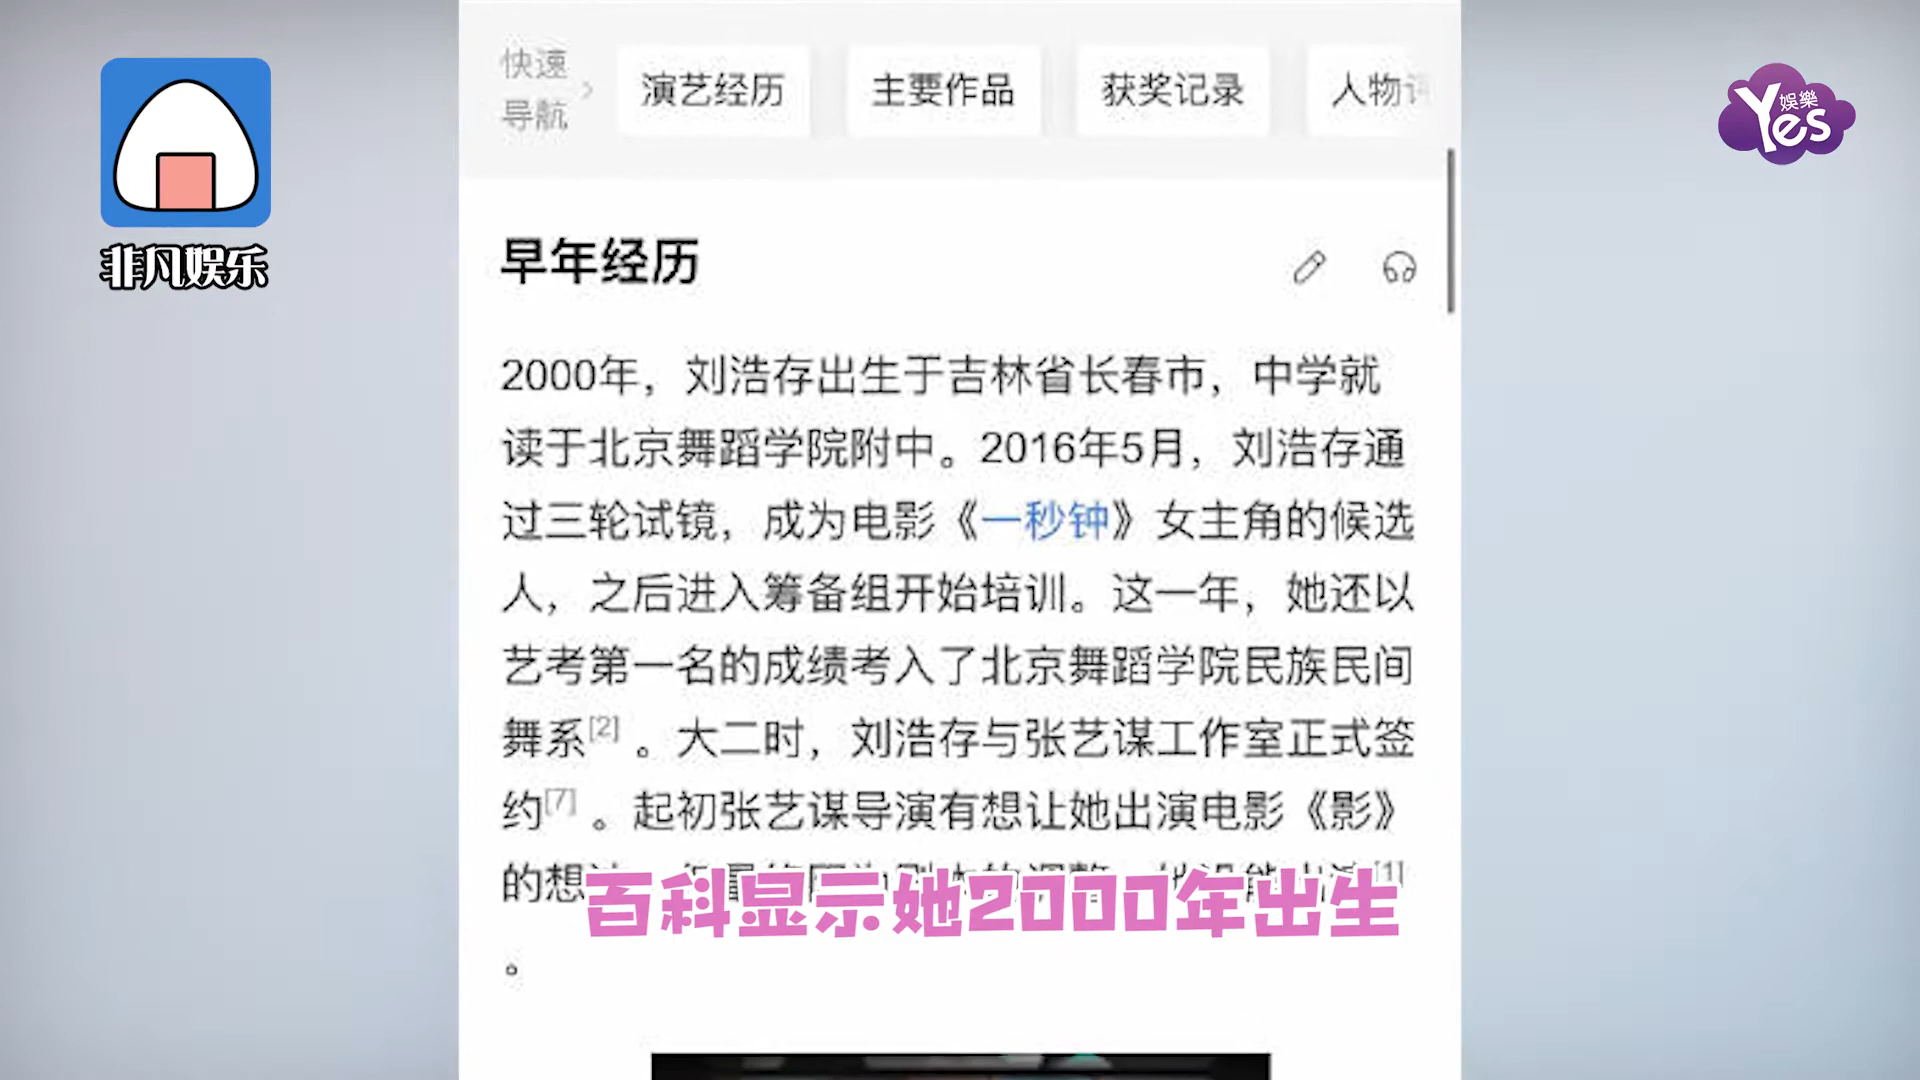 快速
导航
演艺经历
主要作品
获奖记录
人物
娛樂
Yes
非凡娱乐
早年经历
2000年，刘浩存出生于吉林省长春市，中学就
读于北京舞蹈学院附中。2016年5月，刘浩存通
过三轮试镜，成为电影《一秒钟》女主角的候选
人，之后进入筹备组开始培训。这一年，她还以
艺考第一名的成绩考入了北京舞蹈学院民族民间
舞系[2]。大二时，刘浩存与张艺谋工作室正式签
约[7]。起初张艺谋导演有想让她出演电影《影》
的想
[1]
。
百科显示她2000年出生